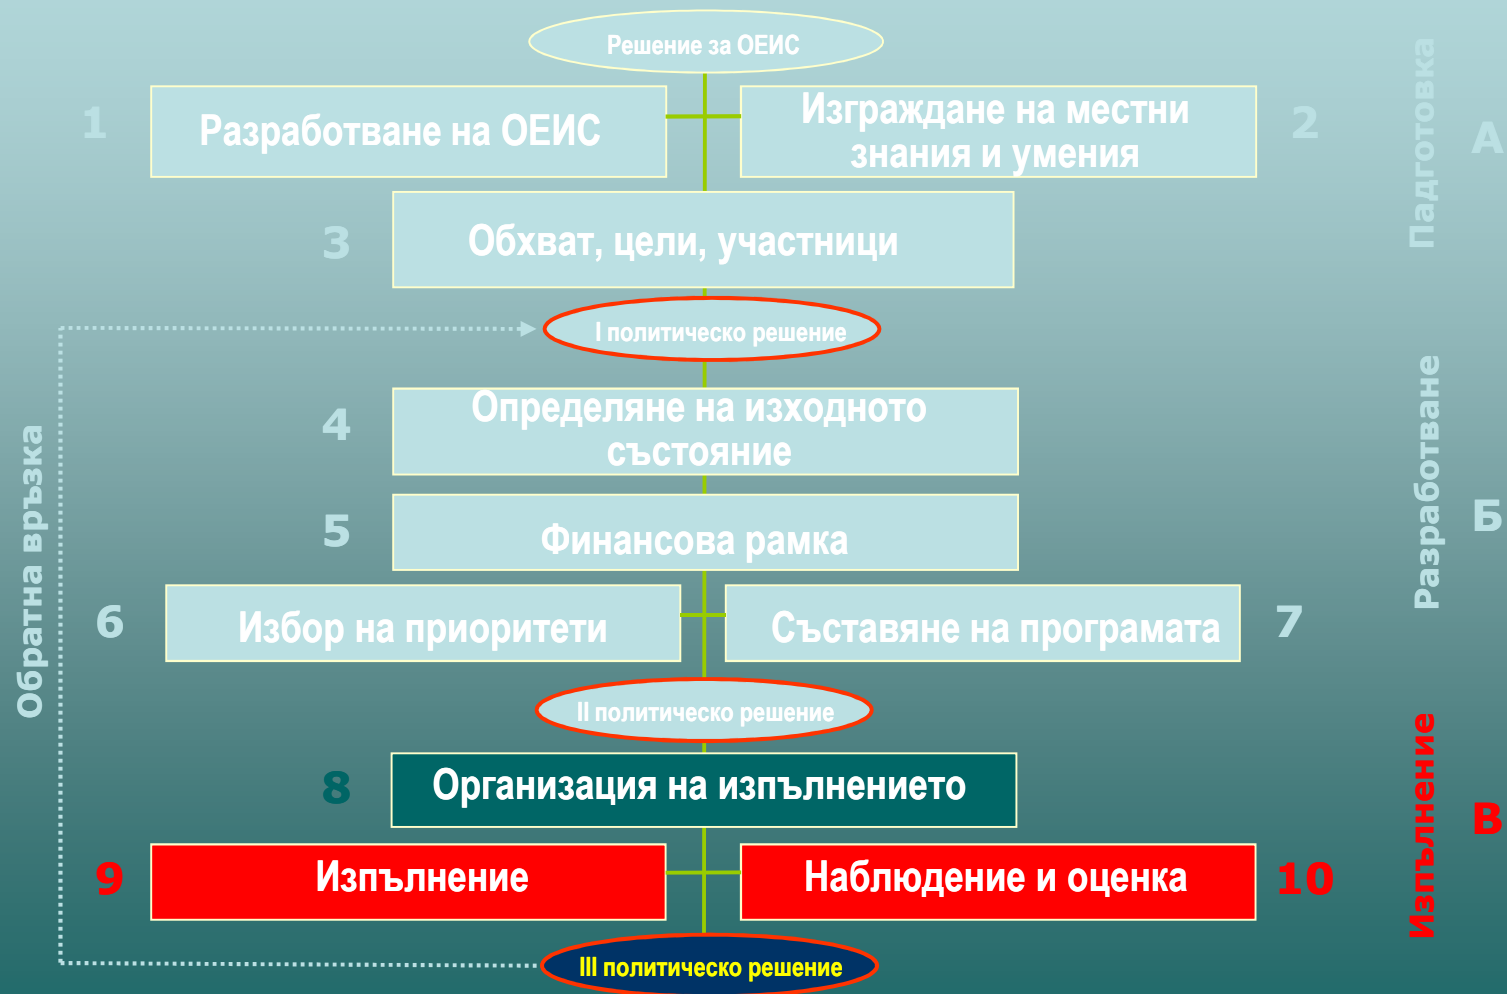 Решение за ОЕИС
1
Разработване на ОЕИС
Изграждане на местни
знания и умения
2
Падготовка
А
3
Обхват, цели, участници
I политическо решение
4
Определяне на изходното
състояние
5
Финансова рамка
Разработване
Б
Обратна връзка
6
Избор на приоритети
Съставяне на програмата
7
II политическо решение
8
Организация на изпълнението
Изпълнение
В
9
Изпълнение
Наблюдение и оценка
10
III политическо решение